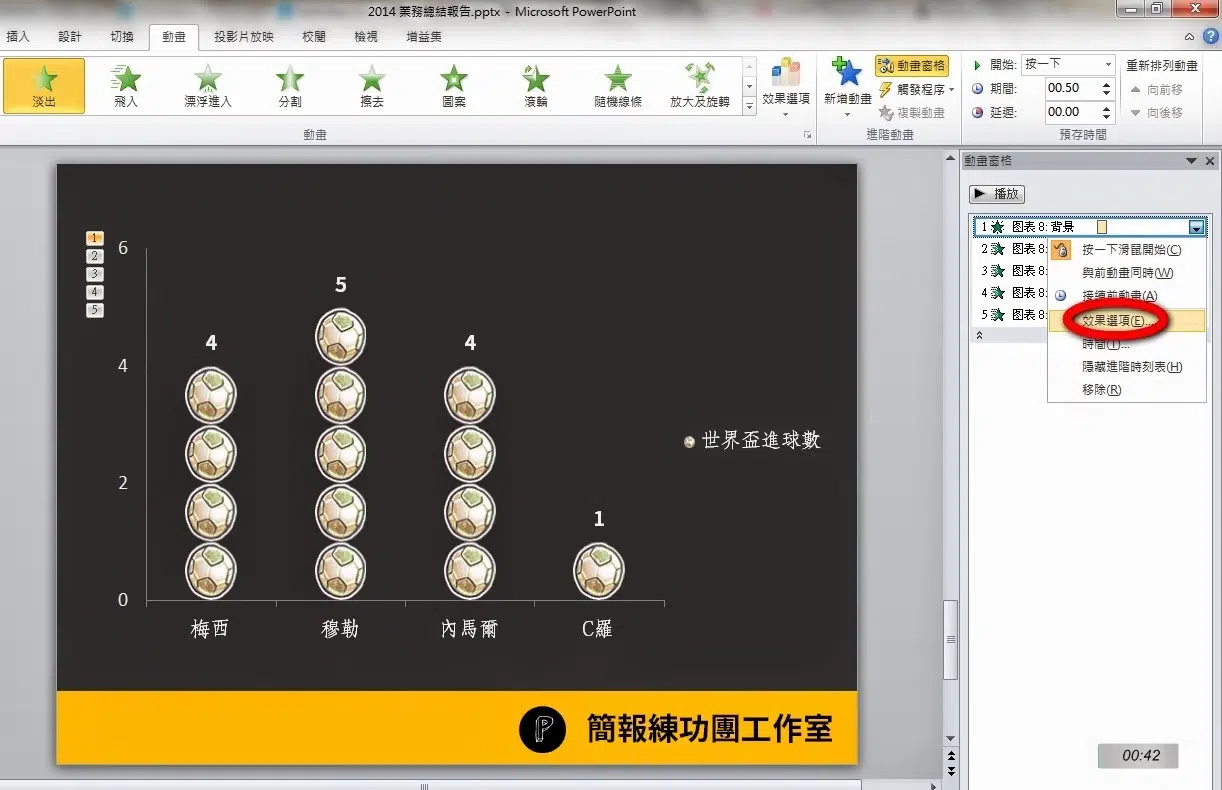 2014 業務總結報告.pptx - Microsoft PowerPoint
插入 設計 切換 動畫 投影片放映 校閱 檢視 增益集
淡出 飛入 漂浮進入 分割 擦去 圖案 滾輪 隨機線條 放大及旋轉 效果選項 新增動畫
動畫窗格
觸發程序
複製動畫
開始: 按一下
期間: 00.50
延遲: 00.00
重新排列動畫
向前移
向後移
動畫 進階動畫 預存時間
動畫窗格
播放
1 图表 8: 背景
2 图表 8:
3 图表 8:
4 图表 8:
5 图表 8:
按一下滑鼠開始(C)
與前動畫同時(W)
接續前動畫(A)
效果選項(E)...
時間(T)...
隱藏進階時刻表(H)
移除(R)
1
2
3
4
5
6
4
2
0
4
5
4
1
梅西 穆勒 內馬爾 C羅
世界盃進球數
P 簡報練功團工作室
00:42